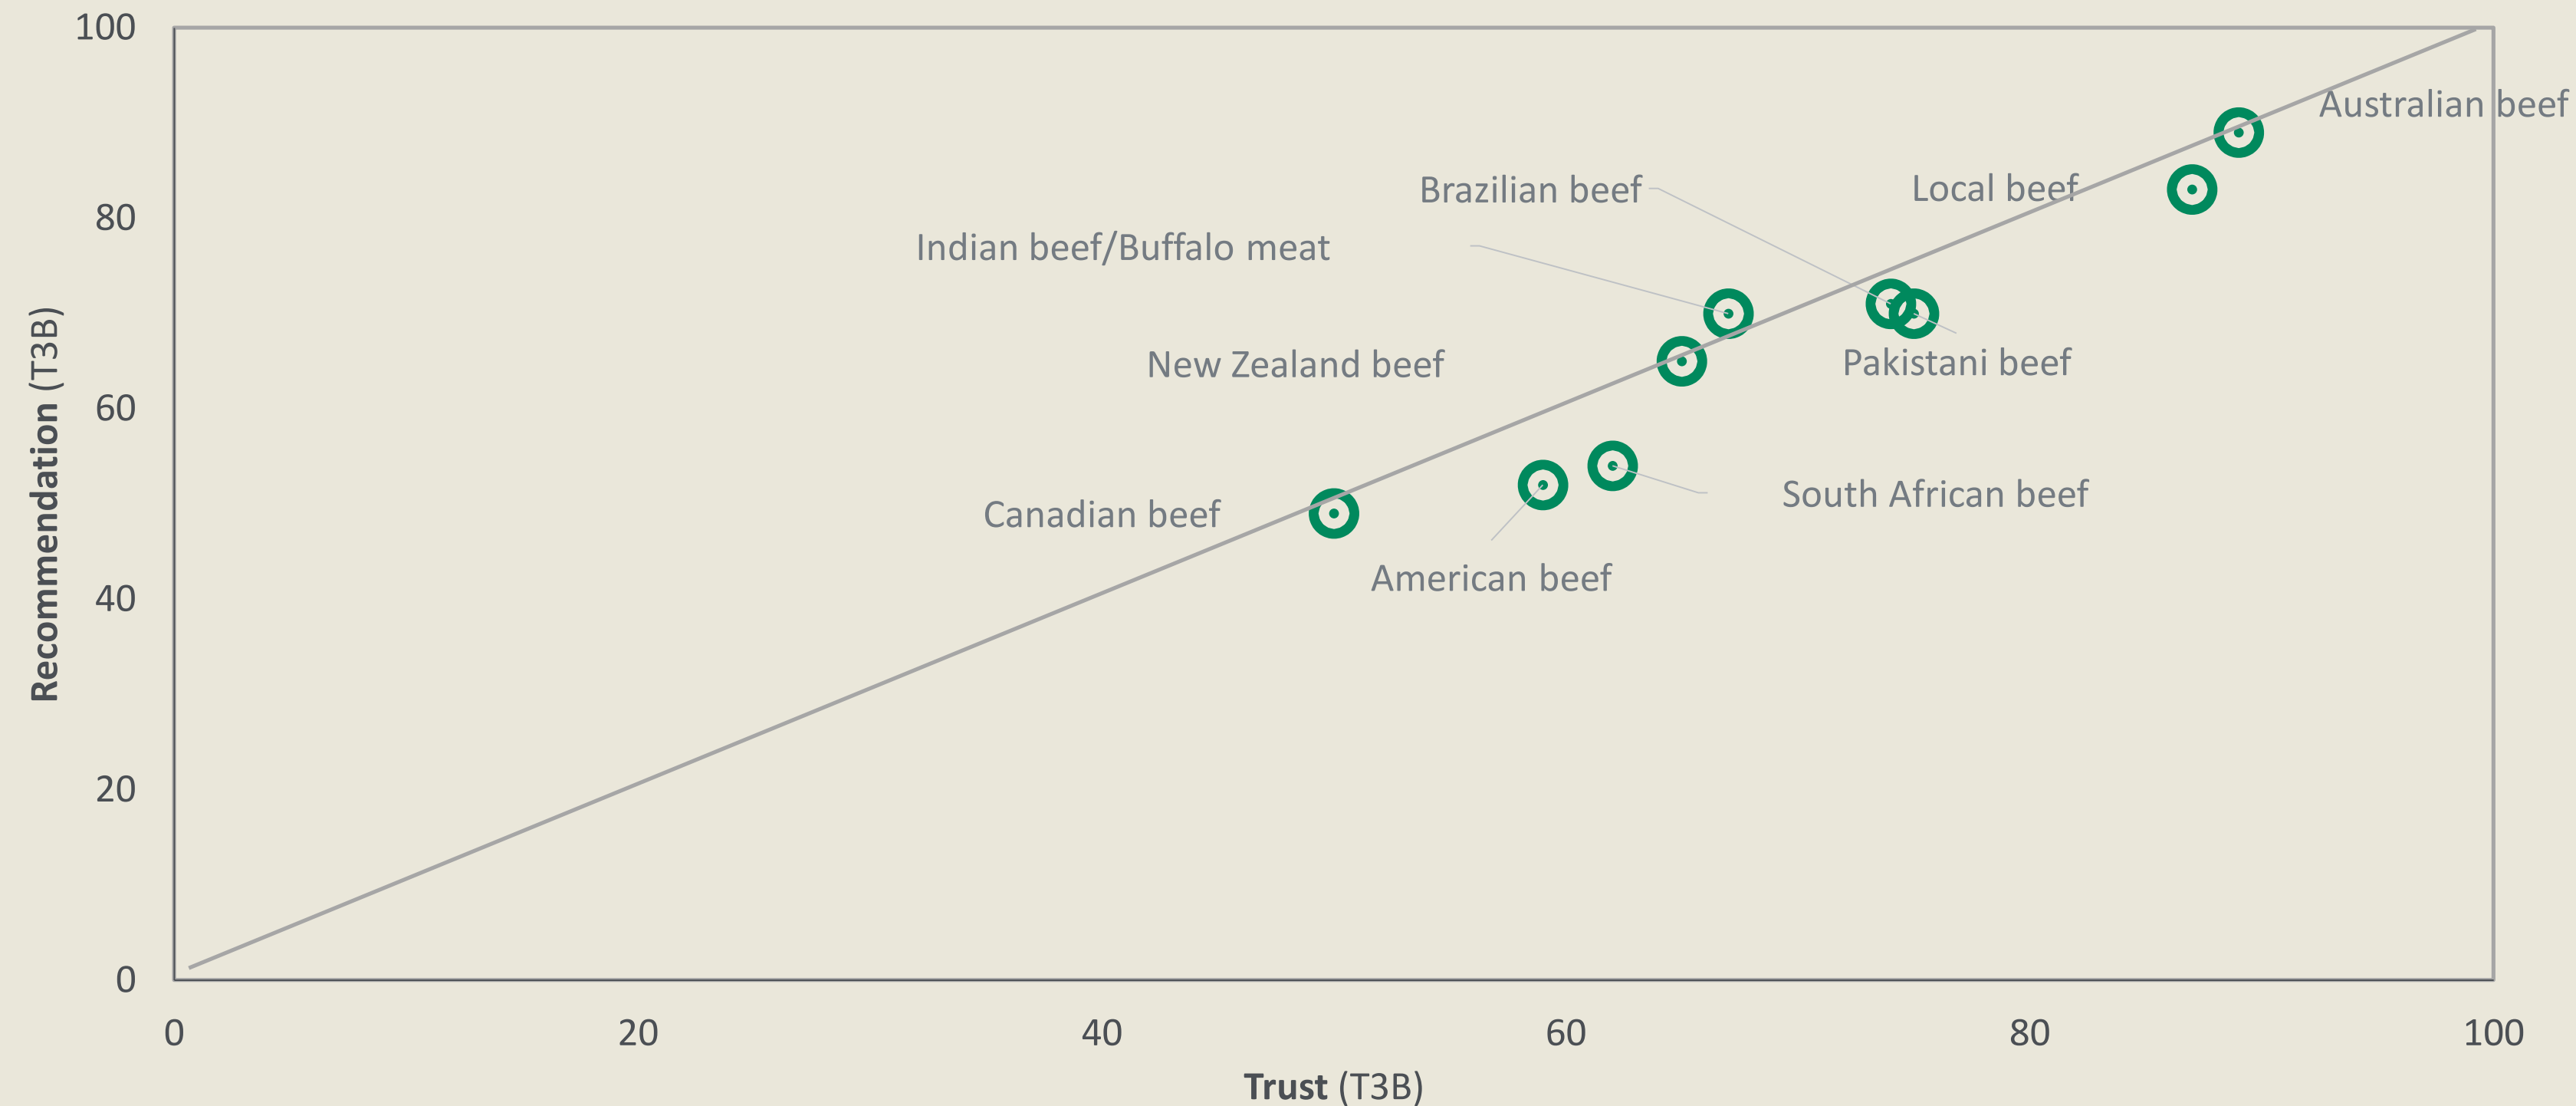 100
Australian beef
Brazilian beef
Local beef
80
Indian beef/Buffalo meat
New Zealand beef
Pakistani beef
60
South African beef
Canadian beef
American beef
40
20
0
Recommendation (T3B)
0
20
40
60
80
100
Trust (T3B)